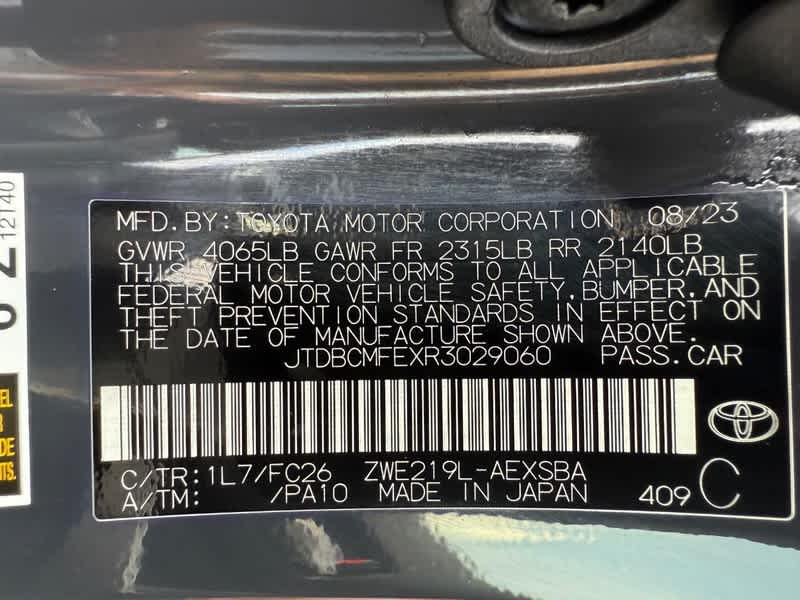 MFD.BY:TOYOTA MOTOR CORPORATION 08/23
GVWR 4065LB GAWR FR 2315LB RR 2140LB
THIS VEHICLE CONFORMS TO ALL APPLICABLE
FEDERAL MOTOR VEHICLE SAFETY,BUMPER,AND
THEFT PREVENTION STANDARDS IN EFFECT ON
THE DATE OF MANUFACTURE SHOWN ABOVE.
JTDBCMFEXR3029060 PASS.CAR
C/TR:1L7/FC26 ZWE219L-AEXSBA
A/TM: /PA10 MADE IN JAPAN 409 C
12140